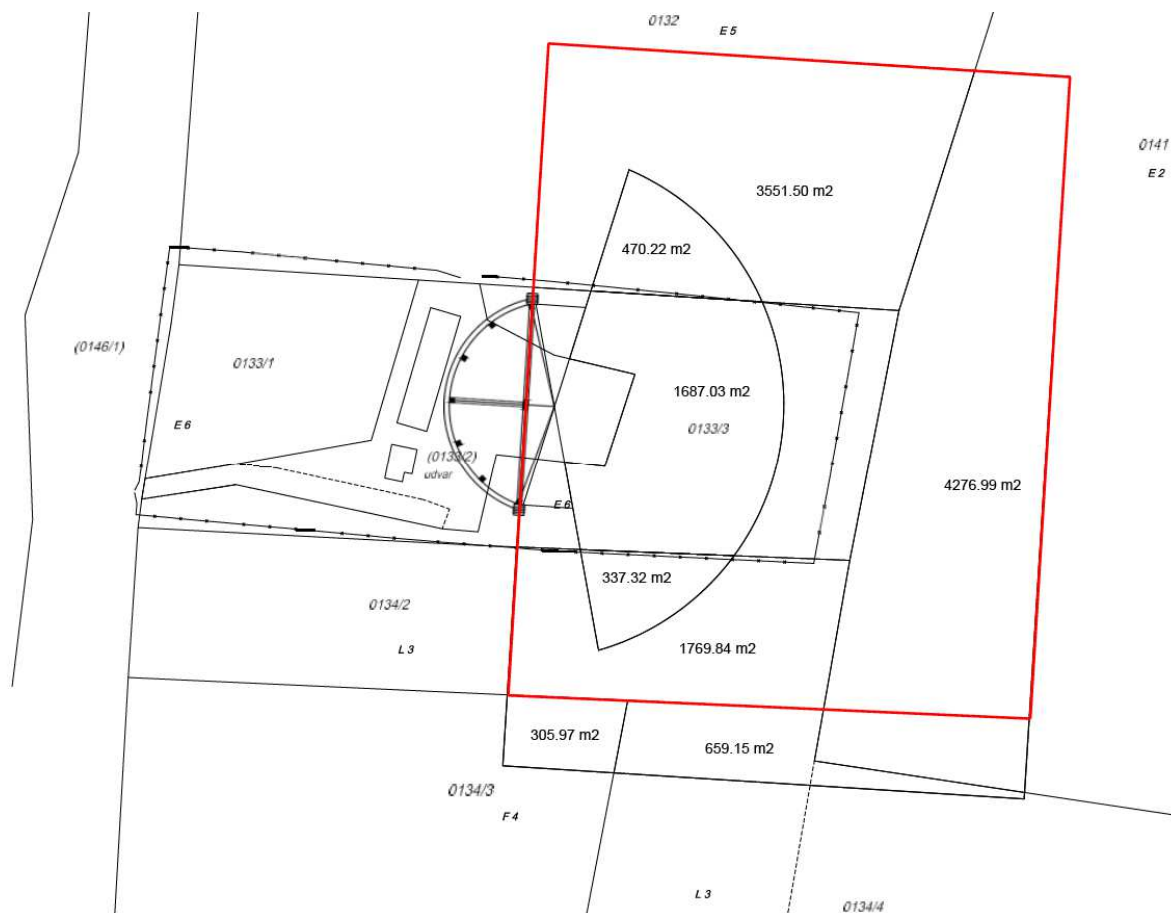 0132
E 5
0141
E 2
3551.50 m2
470.22 m2
(0146/1)
0133/1
1687.03 m2
0133/3
E 6
(0133/2)
udvar
4276.99 m2
E 6
337.32 m2
0134/2
L 3
1769.84 m2
305.97 m2
659.15 m2
0134/3
F 4
L 3
0134/4